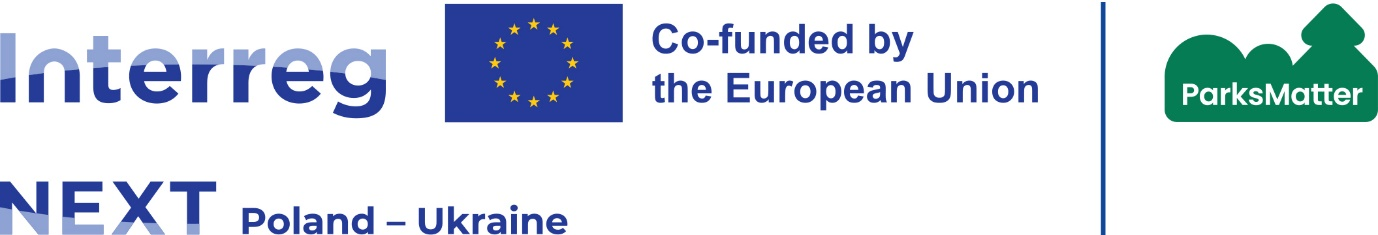 Interreg
Co-funded by
the European Union
NEXT Poland – Ukraine
ParksMatter